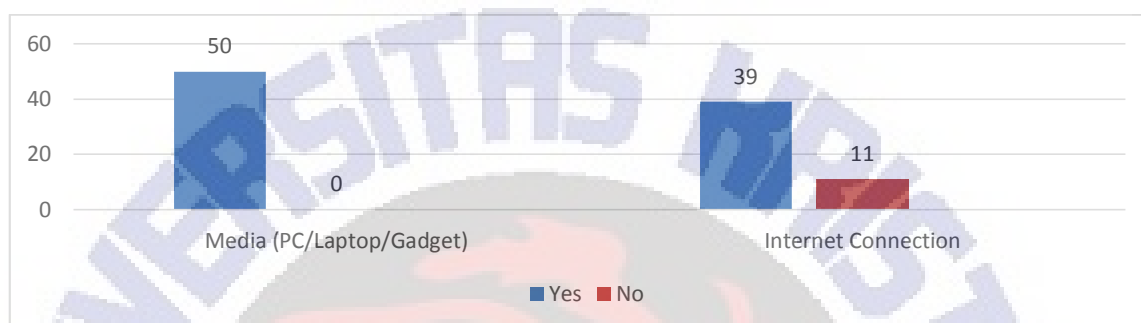 60
50
40
39
20
11
0
0
Media (PC/Laptop/Gadget)
Internet Connection
Yes No